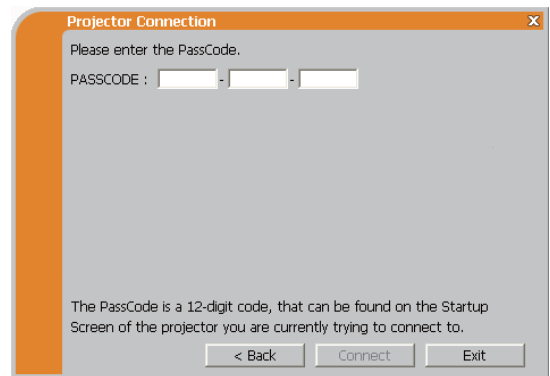 Projector Connection X
Please enter the PassCode.
PASSCODE : - -
The PassCode is a 12-digit code, that can be found on the Startup
Screen of the projector you are currently trying to connect to.
< Back Connect Exit